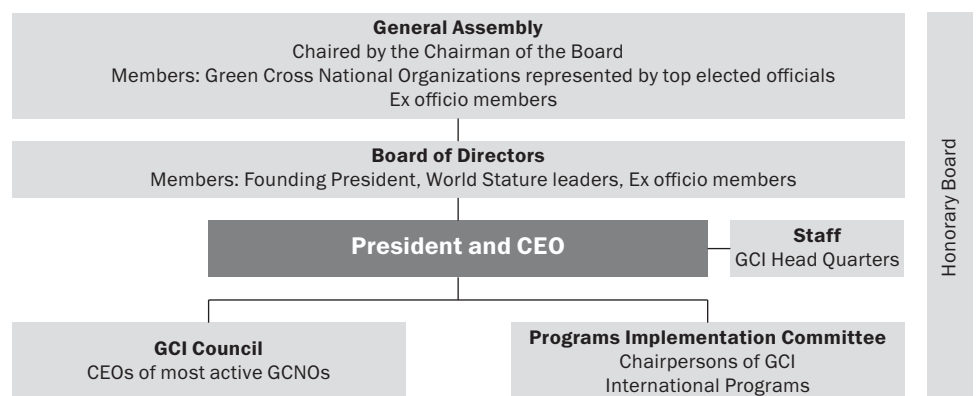 General Assembly
Chaired by the Chairman of the Board
Members: Green Cross National Organizations represented by top elected officials
Ex officio members
Board of Directors
Members: Founding President, World Stature leaders, Ex officio members
President and CEO
Staff
GCI Head Quarters
GCI Council
CEOs of most active GCNOs
Programs Implementation Committee
Chairpersons of GCI
International Programs
Honorary Board